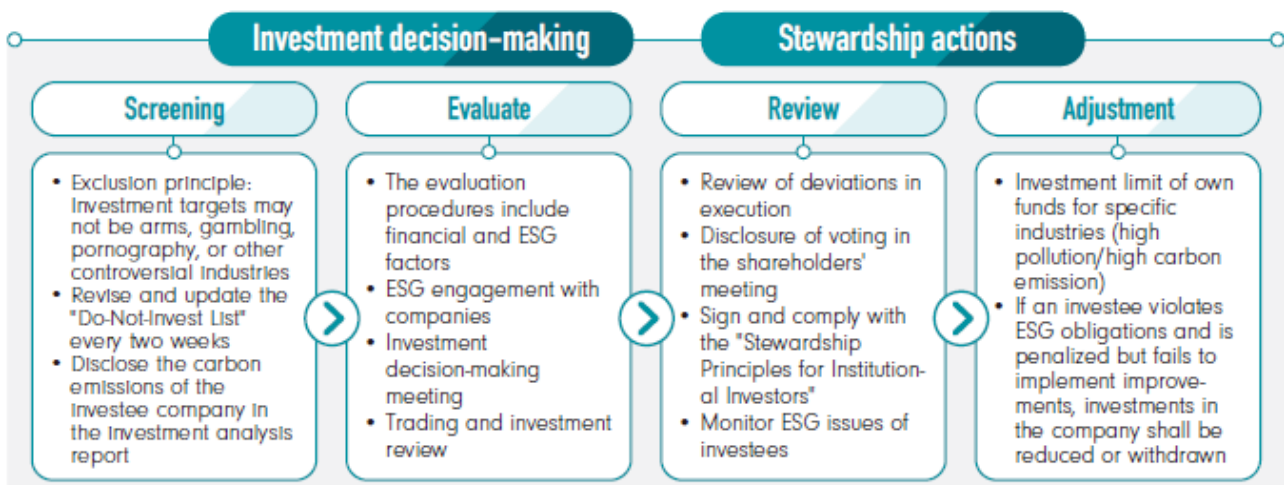 Investment decision-making
Stewardship actions
Screening
• Exclusion principle:
Investment targets may
not be arms, gambling,
pornography, or other
controversial industries
• Revise and update the
"Do-Not-Invest List"
every two weeks
• Disclose the carbon
emissions of the
investee company in
the investment analysis
report
Evaluate
• The evaluation
procedures include
financial and ESG
factors
• ESG engagement with
companies
• Investment
decision-making
meeting
• Trading and investment
review
Review
• Review of deviations in
execution
• Disclosure of voting in
the shareholders'
meeting
• Sign and comply with
the "Stewardship
Principles for Institution-
al Investors"
• Monitor ESG issues of
investees
Adjustment
• Investment limit of own
funds for specific
industries (high
pollution/high carbon
emission)
• If an investee violates
ESG obligations and is
penalized but fails to
implement improve-
ments, investments in
the company shall be
reduced or withdrawn